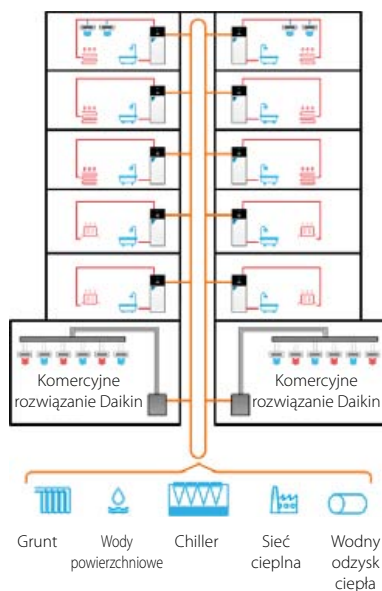 Komercyjne
rozwiązanie Daikin
Komercyjne
rozwiązanie Daikin
Grunt
Wody
powierzchniowe
Chiller
Sieć
cieplna
Wodny
odzysk
ciepła